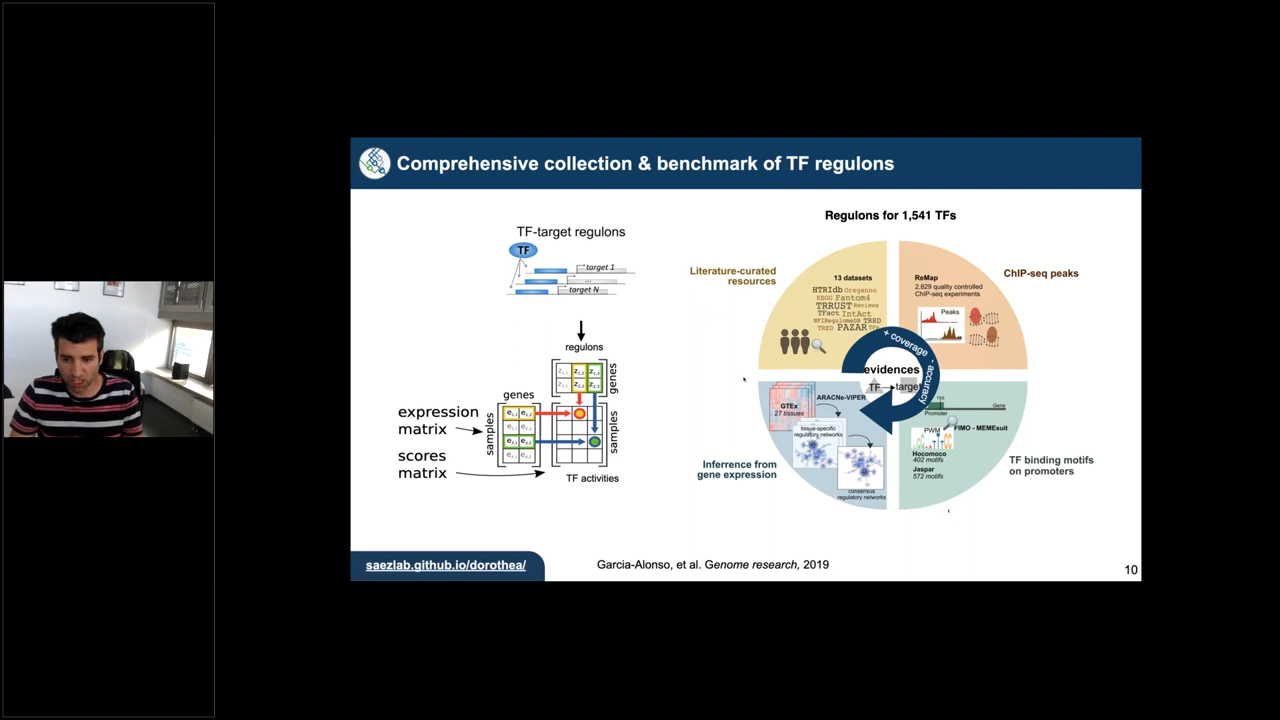 Comprehensive collection & benchmark of TF regulons
TF-target regulons
TF
target 1
...
target N
regulons
genes
genes
samples
samples
expression
matrix
scores
matrix
TF activities
Regulons for 1,541 TFs
Literature-curated
resources
13 datasets
HTRIdb Oreganno
KEGG Fantom4
TRRUST Reviews
TFact IntAct
NFIRegulomeDB TRRD
TRED PAZAR
ReMap
2,829 quality controlled
ChIP-seq experiments
Peaks
ChIP-seq peaks
+ coverage - accuracy
evidences
TF
target
GTEx
27 tissues
ARACNe-VIPER
tissue-specific
regulatory networks
consensus
regulatory networks
Inferrence from
gene expression
Promoter
Gene
PWM
FIMO - MEMEsuit
Hocomoco
402 motifs
Jaspar
572 motifs
TF binding motifs
on promoters
saezlab.github.io/dorothea/
Garcia-Alonso, et al. Genome research, 2019
10